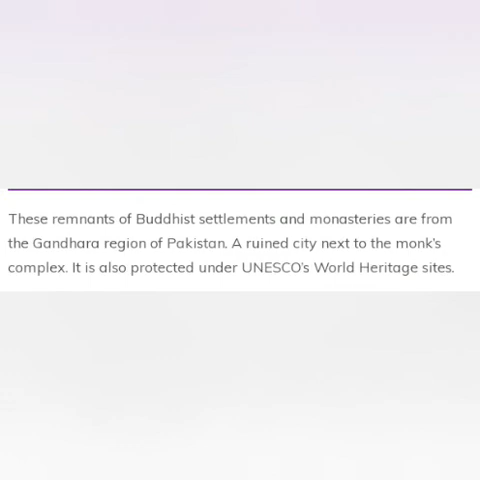 These remnants of Buddhist settlements and monasteries are from
the Gandhara region of Pakistan. A ruined city next to the monk's
complex. It is also protected under UNESCO's World Heritage sites.